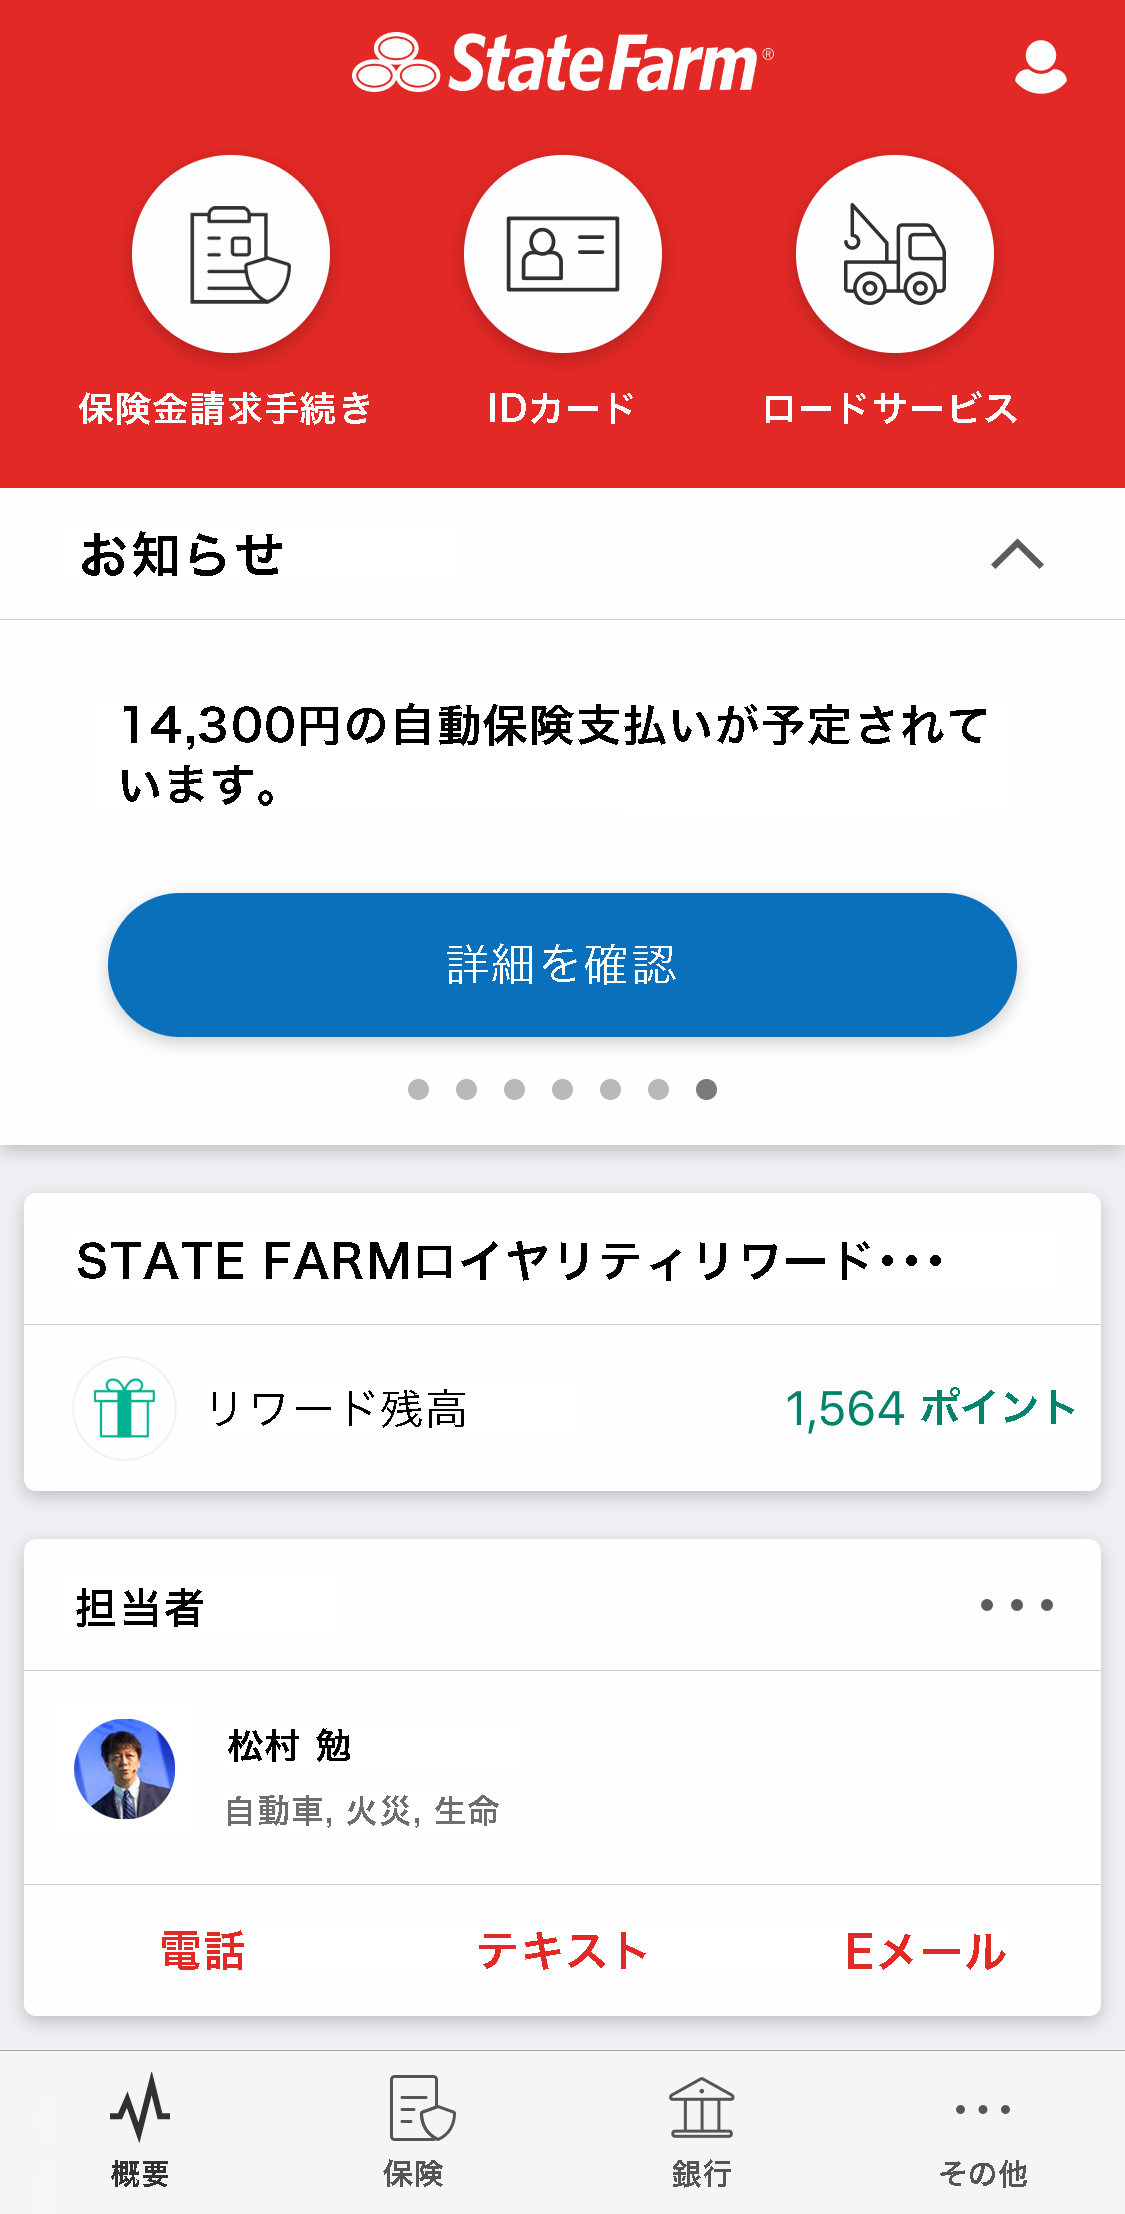 State Farm®
保険金請求手続き
IDカード
ロードサービス
お知らせ
14,300円の自動保険支払いが予定されて
います。
詳細を確認
STATE FARMロイヤリティリワード・・・
リワード残高
1,564 ポイント
担当者
松村 勉
自動車, 火災, 生命
電話
テキスト
Eメール
概要
保険
銀行
その他